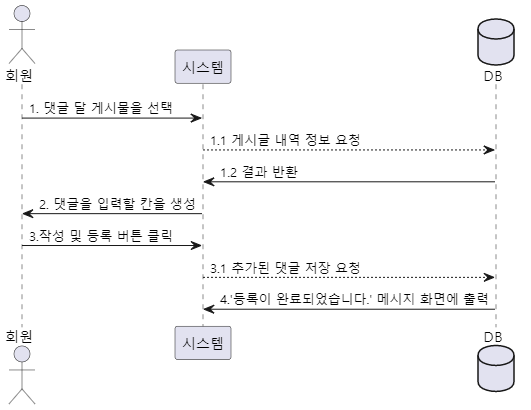 회원
시스템
DB
1. 댓글 달 게시물을 선택
1.1 게시글 내역 정보 요청
1.2 결과 반환
2. 댓글을 입력할 칸을 생성
3.작성 및 등록 버튼 클릭
3.1 추가된 댓글 저장 요청
4.'등록이 완료되었습니다.' 메시지 화면에 출력
회원
시스템
DB